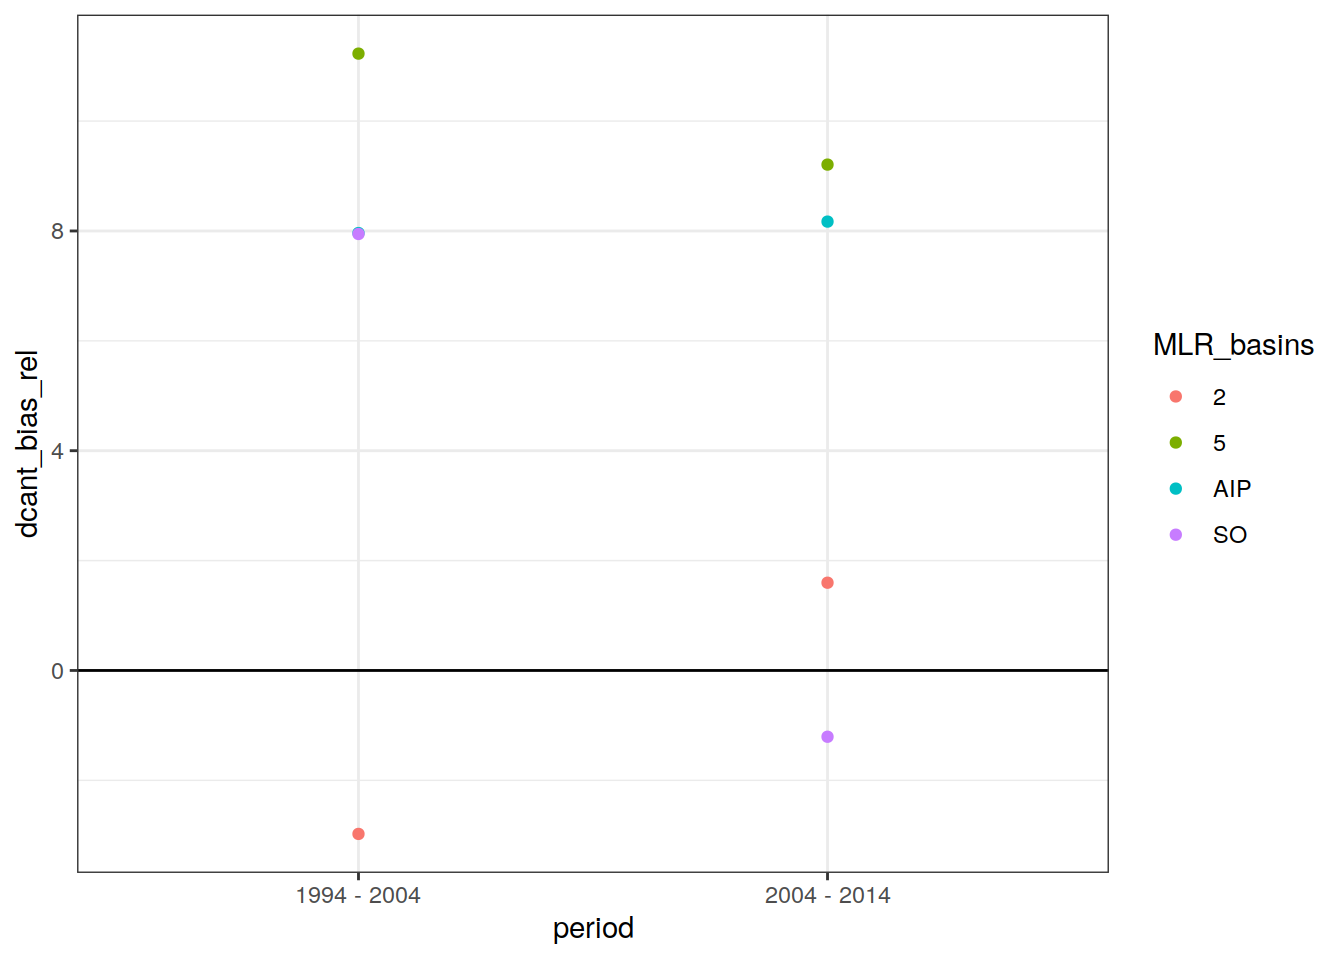 dcant_bias_rel
8
4
0
1994 - 2004
2004 - 2014
period
MLR_basins
2
5
AIP
SO